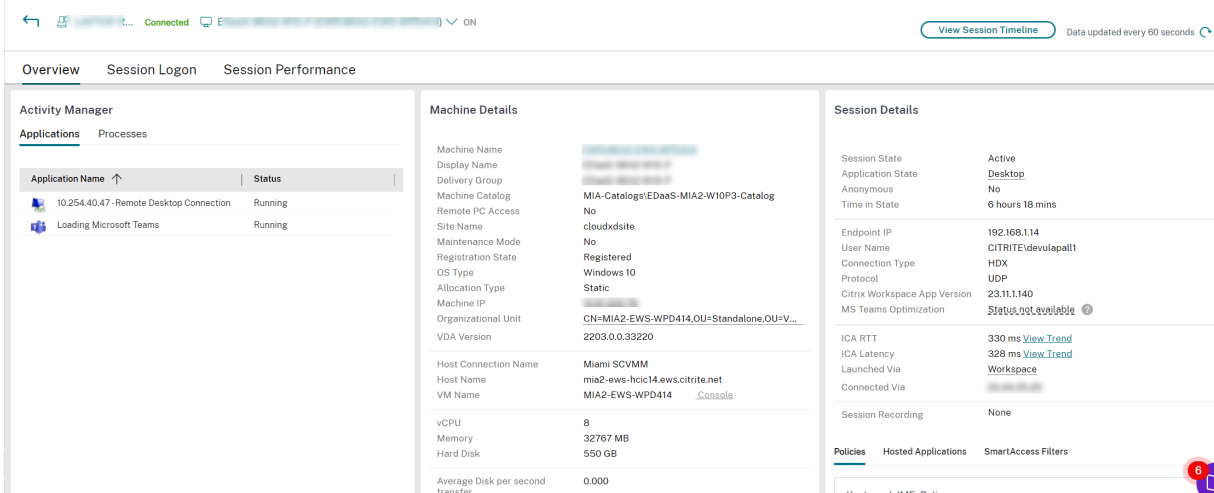 Connected
ON
View Session Timeline
Data updated every 60 seconds
Overview
Session Logon
Session Performance
Activity Manager
Applications
Processes
Application Name
Status
10.254.40.47 - Remote Desktop Connection
Running
Loading Microsoft Teams
Running
Machine Details
Machine Name
Display Name
Delivery Group
Machine Catalog MIA-Catalogs\EDaaS-MIA2-W10P3-Catalog
Remote PC Access No
Site Name cloudxdsite
Maintenance Mode No
Registration State Registered
OS Type Windows 10
Allocation Type Static
Machine IP
Organizational Unit CN=MIA2-EWS-WPD414,OU=Standalone,OU=V...
VDA Version 2203.0.0.33220
Host Connection Name Miami SCVMM
Host Name mia2-ews-hcic14.ews.citrite.net
VM Name MIA2-EWS-WPD414 Console
vCPU 8
Memory 32767 MB
Hard Disk 550 GB
Average Disk per second 0.000
transfer
Session Details
Session State Active
Application State Desktop
Anonymous No
Time in State 6 hours 18 mins
Endpoint IP 192.168.1.14
User Name CITRITE\devulapall1
Connection Type HDX
Protocol UDP
Citrix Workspace App Version 23.11.1.140
MS Teams Optimization Status not available ?
ICA RTT 330 ms View Trend
ICA Latency 328 ms View Trend
Launched Via Workspace
Connected Via
Session Recording None
Policies
Hosted Applications
SmartAccess Filters
6